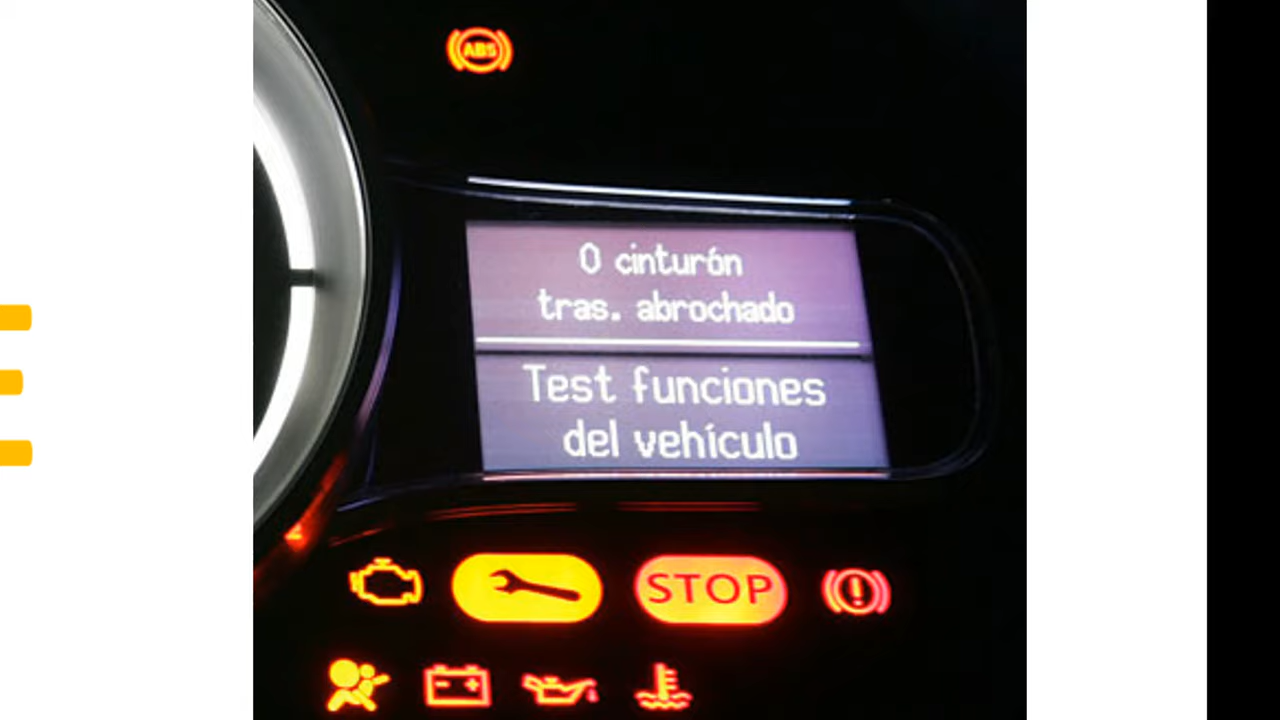 ABS
0 cinturón
tras. abrochado
Test funciones
del vehículo
STOP